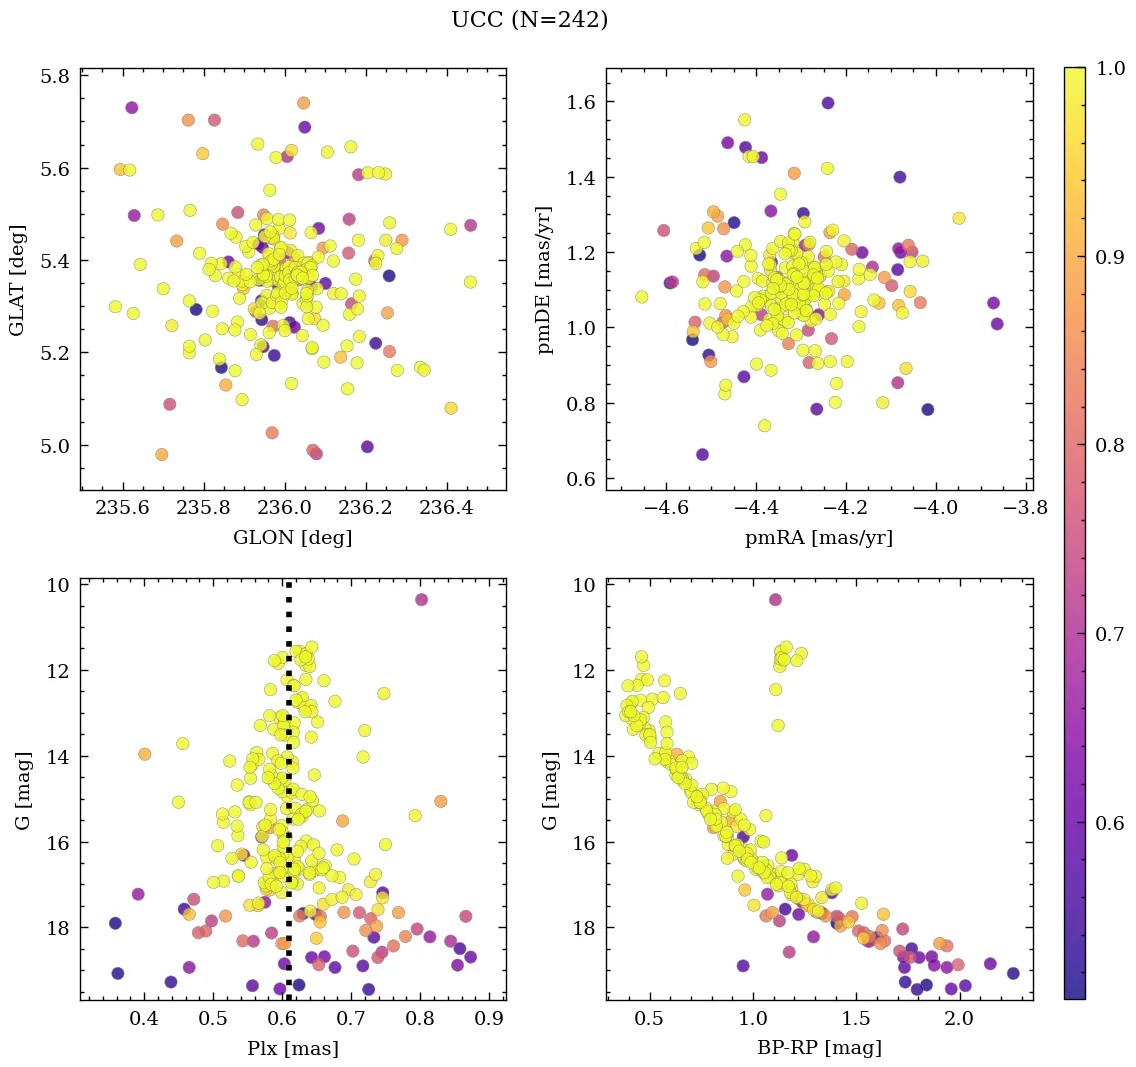 UCC (N=242)
5.8
5.6
5.4
5.2
5.0
GLAT [deg]
235.6 235.8 236.0 236.2 236.4
GLON [deg]
1.6
1.4
1.2
1.0
0.8
0.6
pmDE [mas/yr]
−4.6 −4.4 −4.2 −4.0 −3.8
pmRA [mas/yr]
10
12
14
16
18
G [mag]
0.4 0.5 0.6 0.7 0.8 0.9
Plx [mas]
10
12
14
16
18
G [mag]
0.5 1.0 1.5 2.0
BP-RP [mag]
1.0
0.9
0.8
0.7
0.6